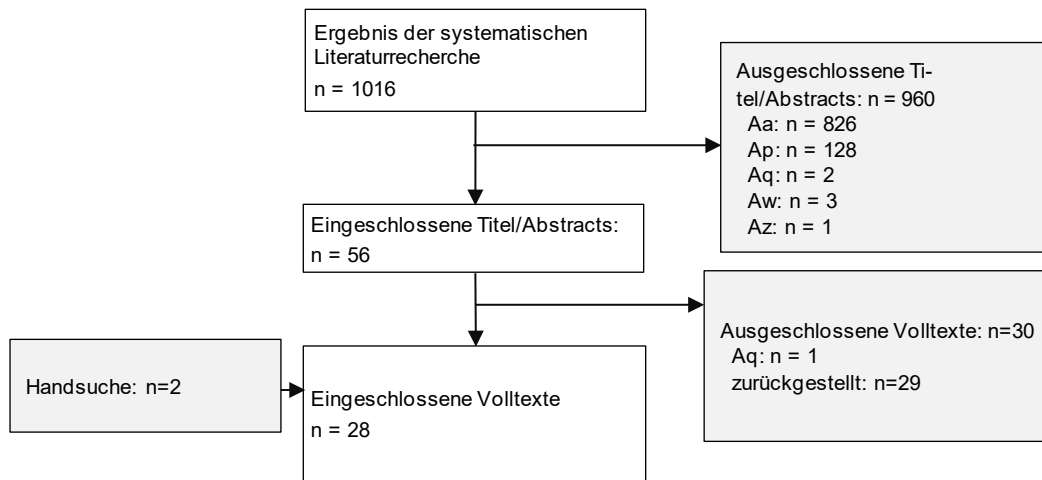 Ergebnis der systematischen
Literaturrecherche
n = 1016
Ausgeschlossene Ti-
tel/Abstracts: n = 960
Aa: n = 826
Ap: n = 128
Aq: n = 2
Aw: n = 3
Az: n = 1
Eingeschlossene Titel/Abstracts:
n = 56
Ausgeschlossene Volltexte: n=30
Aq: n = 1
zurückgestellt: n=29
Handsuche: n=2
Eingeschlossene Volltexte
n = 28